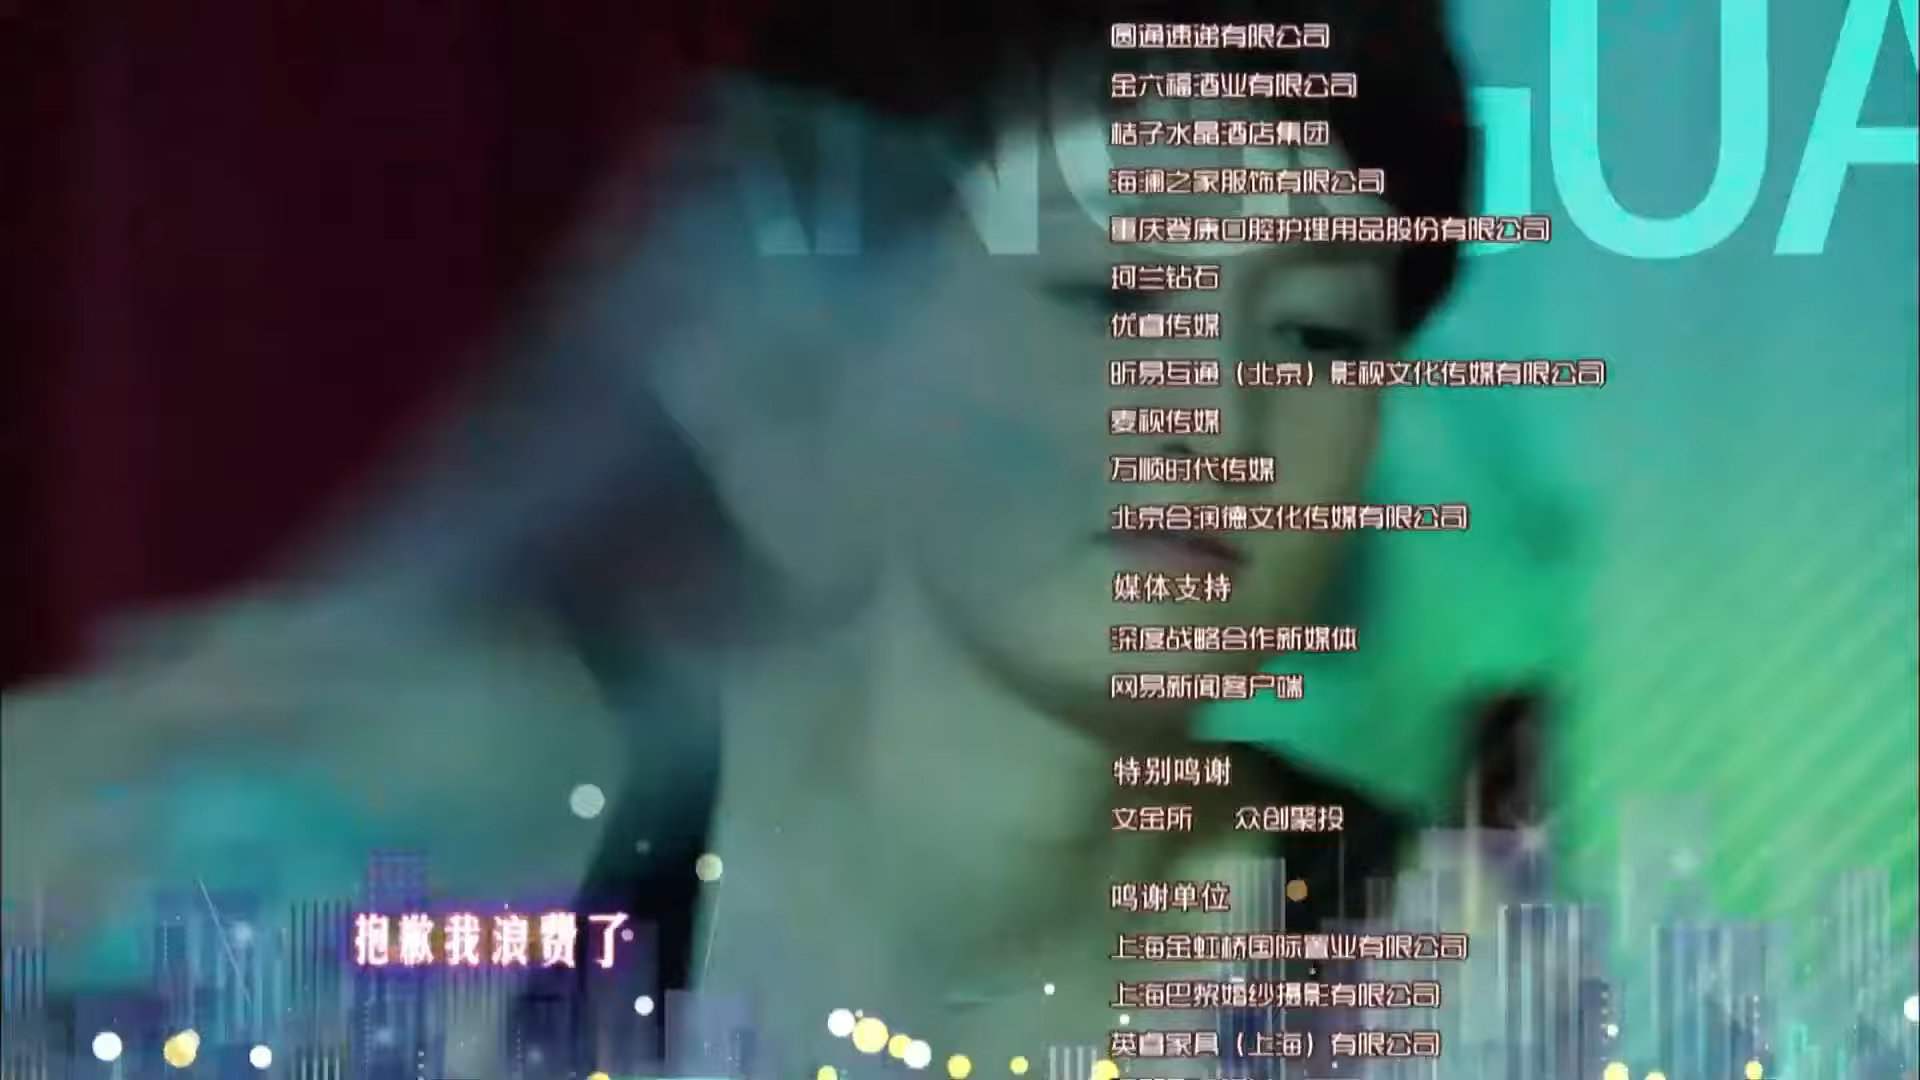 圆通速递有限公司
金六福酒业有限公司
桔子水晶酒店集团
海澜之家服饰有限公司
重庆登康口腔护理用品股份有限公司
珂兰钻石
优睿传媒
昕易互通（北京）影视文化传媒有限公司
麦视传媒
万顺时代传媒
北京合润德文化传媒有限公司
媒体支持
深度战略合作新媒体
网易新闻客户端
特别鸣谢
文金所 众创聚投
鸣谢单位
上海金虹桥国际置业有限公司
上海巴黎婚纱摄影有限公司
英睿家具（上海）有限公司
抱歉我浪费了